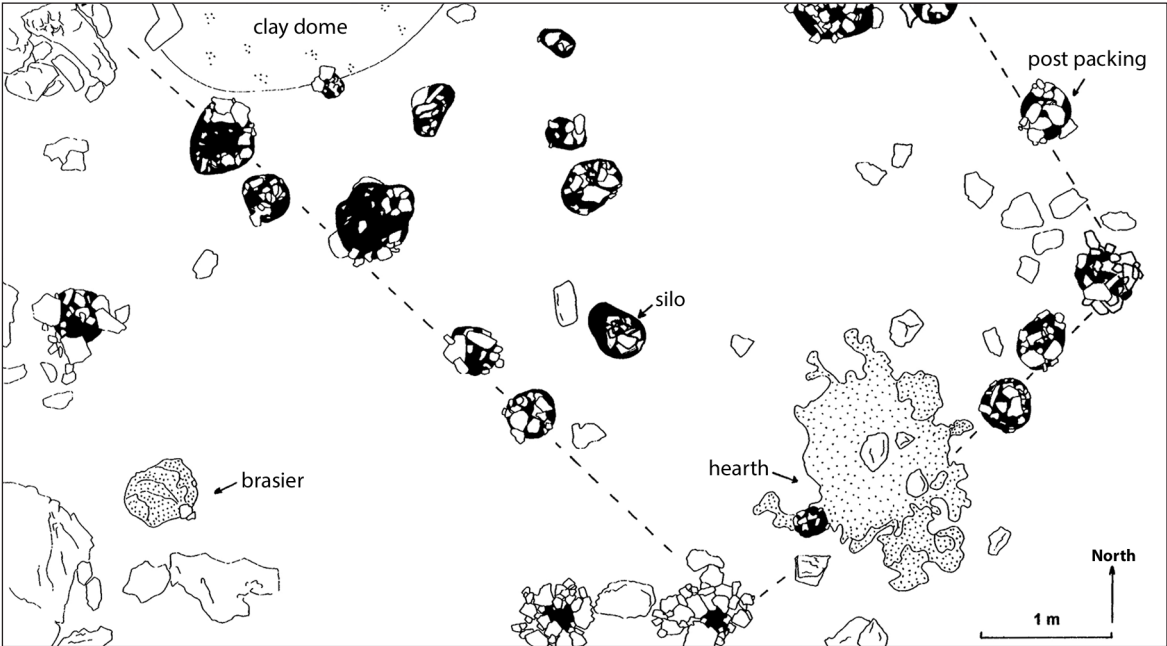 clay dome
post packing
silo
hearth
brasier
North
1 m